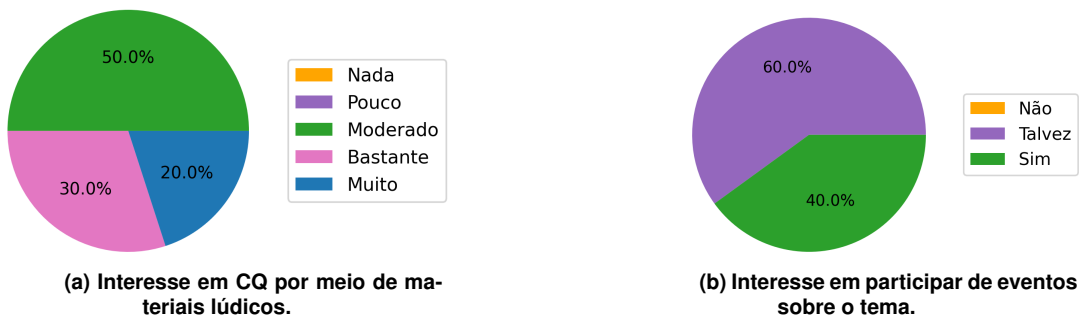 50.0%
30.0%
20.0%
Nada
Pouco
Moderado
Bastante
Muito
(a) Interesse em CQ por meio de ma-
teriais lúdicos.
60.0%
40.0%
Não
Talvez
Sim
(b) Interesse em participar de eventos
sobre o tema.